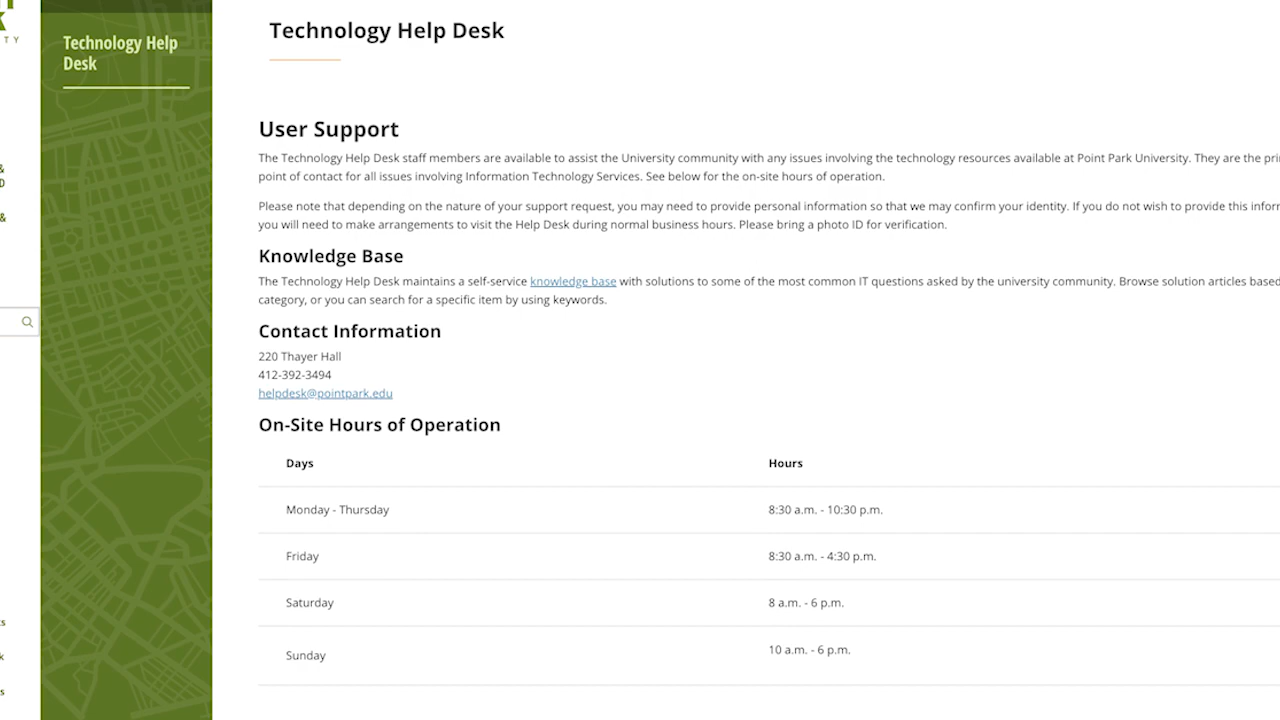 Technology Help
Desk
Technology Help Desk
User Support
The Technology Help Desk staff members are available to assist the University community with any issues involving the technology resources available at Point Park University. They are the
point of contact for all issues involving Information Technology Services. See below for the on-site hours of operation.
Please note that depending on the nature of your support request, you may need to provide personal information so that we may confirm your identity. If you do not wish to provide this
you will need to make arrangements to visit the Help Desk during normal business hours. Please bring a photo ID for verification.
Knowledge Base
The Technology Help Desk maintains a self-service knowledge base with solutions to some of the most common IT questions asked by the university community. Browse solution articles based
category, or you can search for a specific item by using keywords.
Contact Information
220 Thayer Hall
412-392-3494
helpdesk@pointpark.edu
On-Site Hours of Operation
Days Hours
Monday - Thursday 8:30 a.m. - 10:30 p.m.
Friday 8:30 a.m. - 4:30 p.m.
Saturday 8 a.m. - 6 p.m.
Sunday 10 a.m. - 6 p.m.